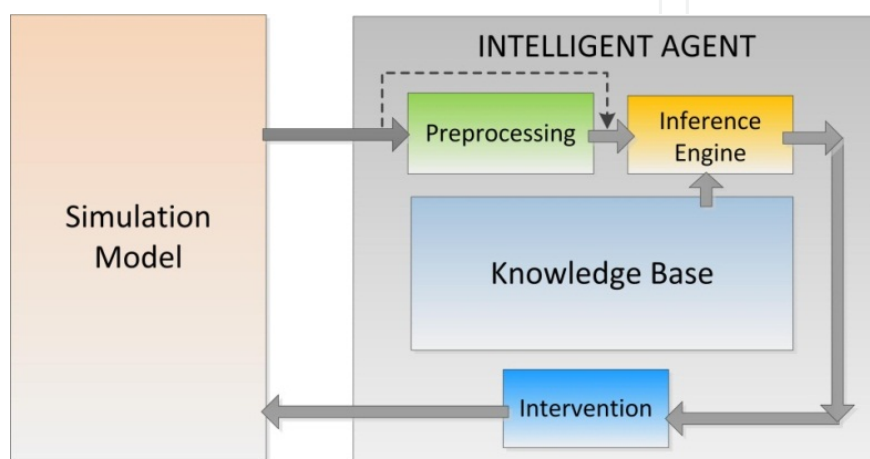 INTELLIGENT AGENT
Preprocessing
Inference
Engine
Simulation
Model
Knowledge Base
Intervention